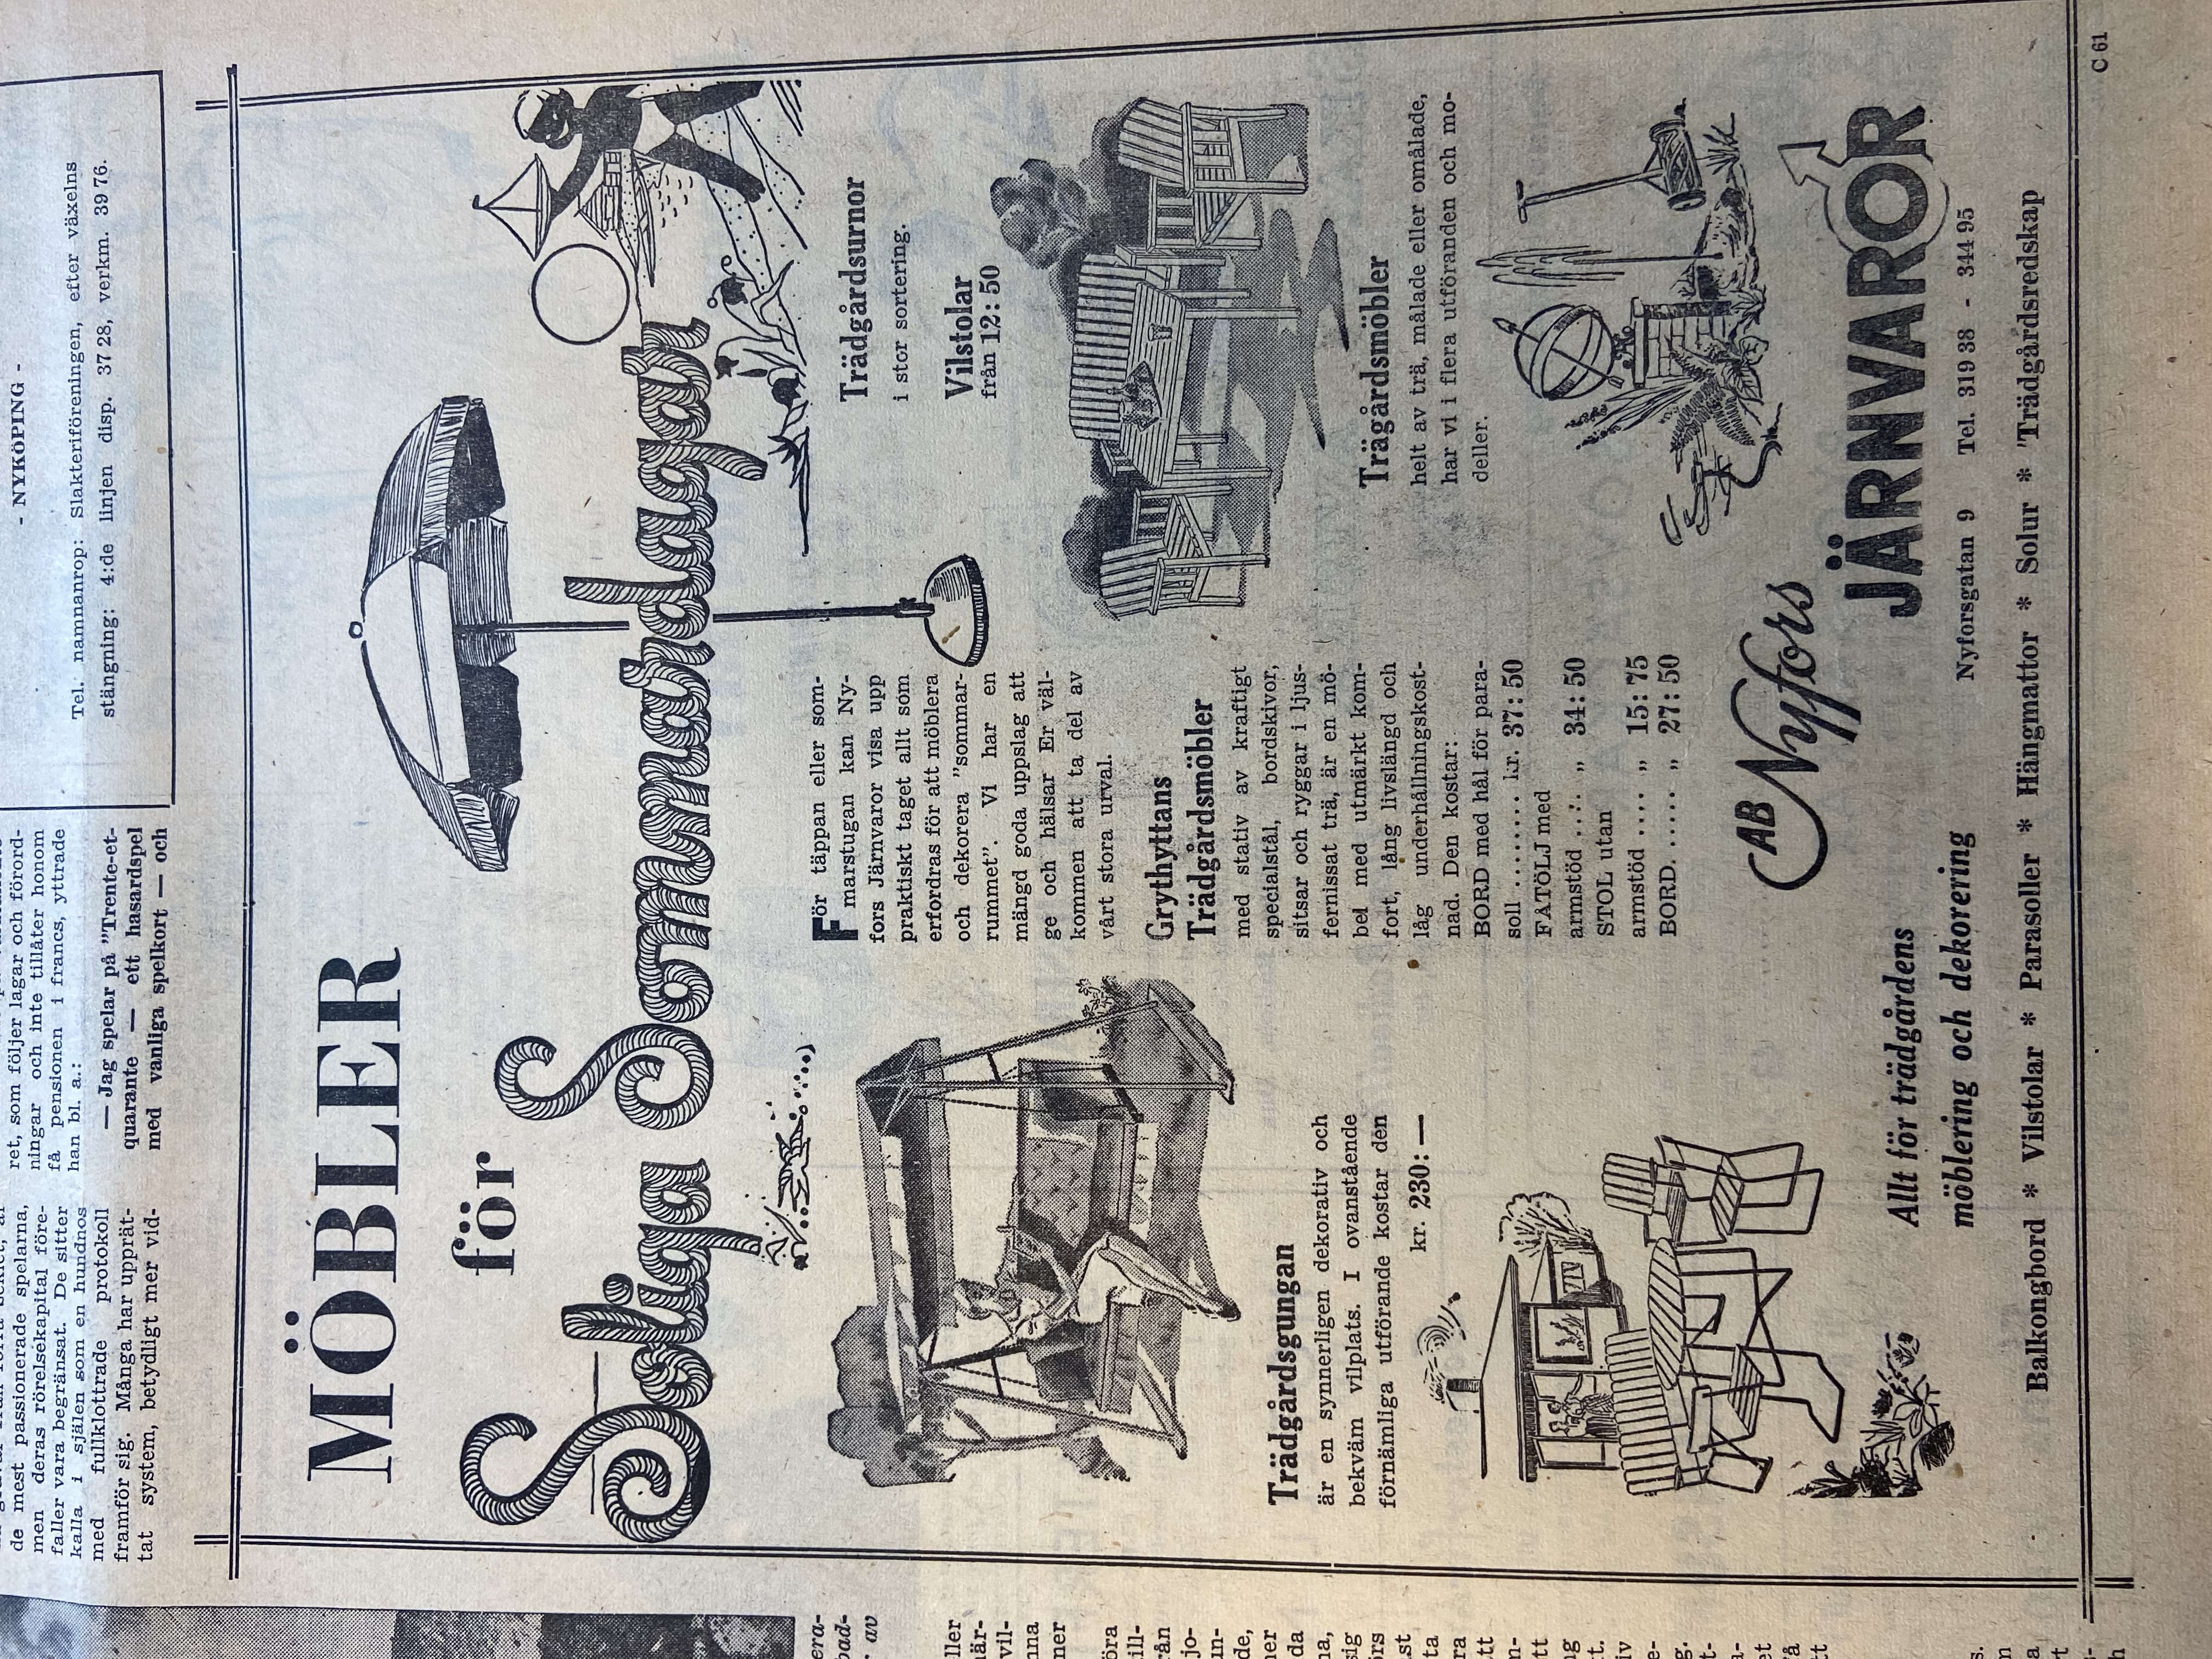 ret, som följer lagar och förord-
ningar och inte tillåter honom
få pensionen i francs, yttrade
han bl. a.:
— Jag spelar på "Trente-et-
quarante — ett hasardspel
med vanliga spelkort — och
de mest passionerade spelarna,
men deras rörelsekapital före-
faller vara begränsat. De sitter
kalla i själen som en hundnos
med fullklottrade protokoll
framför sig. Många har upprät-
tat system, betydligt mer vid-
- NYKÖPING -
Tel. namnanrop: Slakteriföreningen, efter växelns
stängning: 4:de linjen disp. 37 28, verkm. 39 76.
MÖBLER
för
Soliga Sommardagar
För täppan eller som-
marstugan kan Ny-
fors Järnvaror visa upp
praktiskt taget allt som
erfordras för att möblera
och dekorera "sommar-
rummet". Vi har en
mängd goda uppslag att
ge och hälsar Er väl-
kommen att ta del av
vårt stora urval.
Trädgårdsurnor
i stor sortering.
Vilstolar
från 12: 50
Grythyttans
Trädgårdsmöbler
med stativ av kraftigt
specialstål, bordskivor,
sitsar och ryggar i ljus-
fernissat trä, är en mö-
bel med utmärkt kom-
fort, lång livslängd och
låg underhållningskost-
nad. Den kostar:
BORD med hål för para-
soll ......... kr. 37: 50
FÅTÖLJ med
armstöd .... „ 34: 50
STOL utan
armstöd .... „ 15: 75
BORD. ...... „ 27: 50
Trägårdsmöbler
helt av trä, målade eller omålade,
har vi i flera utföranden och mo-
deller.
Trädgårdsgungan
är en synnerligen dekorativ och
bekväm vilplats. I ovanstående
förnämliga utförande kostar den
kr. 230: —
Allt för trädgårdens
möblering och dekorering
AB Nyfors JÄRNVAROR
Nyforsgatan 9 Tel. 319 38 - 344 95
Balkongbord * Vilstolar * Parasoller * Hängmattor * Solur * Trädgårdsredskap
C 61